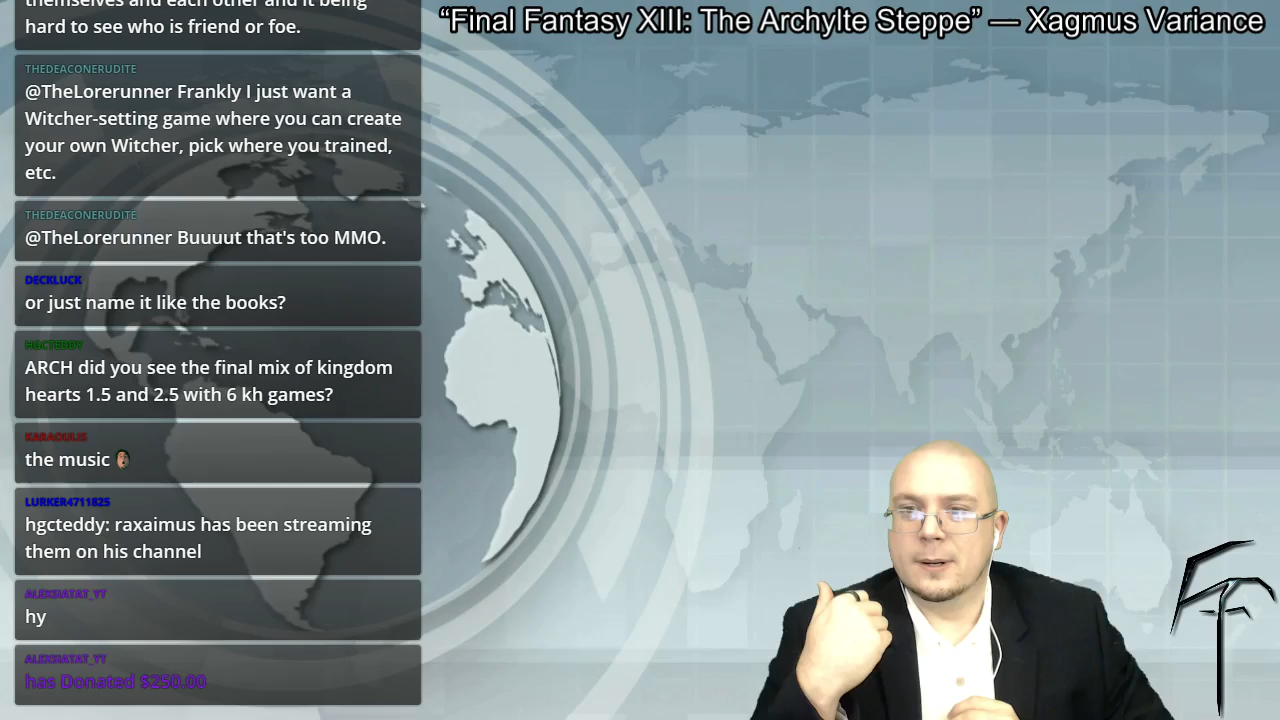 themselves and each other and it being
hard to see who is friend or foe.
"Final Fantasy XIII: The Archylte Steppe" — Xagmus Variance
THEDEACONERUDITE
@TheLorerunner Frankly I just want a
Witcher-setting game where you can create
your own Witcher, pick where you trained,
etc.
THEDEACONERUDITE
@TheLorerunner Buuuut that's too MMO.
DECKLUCK
or just name it like the books?
HGCTEDDY
ARCH did you see the final mix of kingdom
hearts 1.5 and 2.5 with 6 kh games?
KARAOULIS
the music
LURKER4711825
hgcteddy: raxaimus has been streaming
them on his channel
ALEXSIATAT_YT
hy
ALEXSIATAT_YT
has Donated $250.00